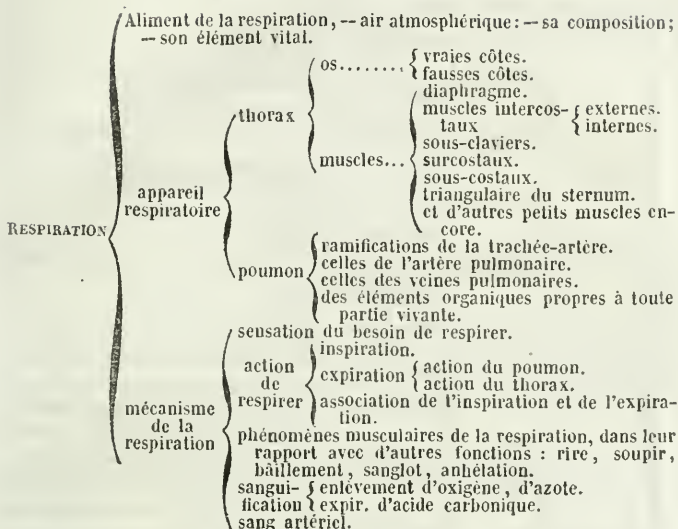 Aliment de la respiration, — air atmosphérique : — sa composition ;
— son élément vital.
os........
vraies côtes.
fausses côtes.
thorax
diaphragme.
muscles intercos-
taux
externes.
internes.
muscles...
sous-claviers.
surcostaux.
sous-costaux.
triangulaire du sternum.
et d'autres petits muscles en-
core.
appareil
respiratoire
RESPIRATION
poumon
ramifications de la trachée-artère.
celles de l'artère pulmonaire.
celles des veines pulmonaires.
des éléments organiques propres à toute
partie vivante.
sensation du besoin de respirer.
action
de
respirer
inspiration.
expiration
action du poumon.
action du thorax.
association de l'inspiration et de l'expira-
tion.
mécanisme
de la
respiration
phénomènes musculaires de la respiration, dans leur
rapport avec d'autres fonctions : rire, soupir,
bâillement, sanglot, anhélation.
sangui-
fication
enlèvement d'oxigène, d'azote.
expir. d'acide carbonique.
sang artériel.